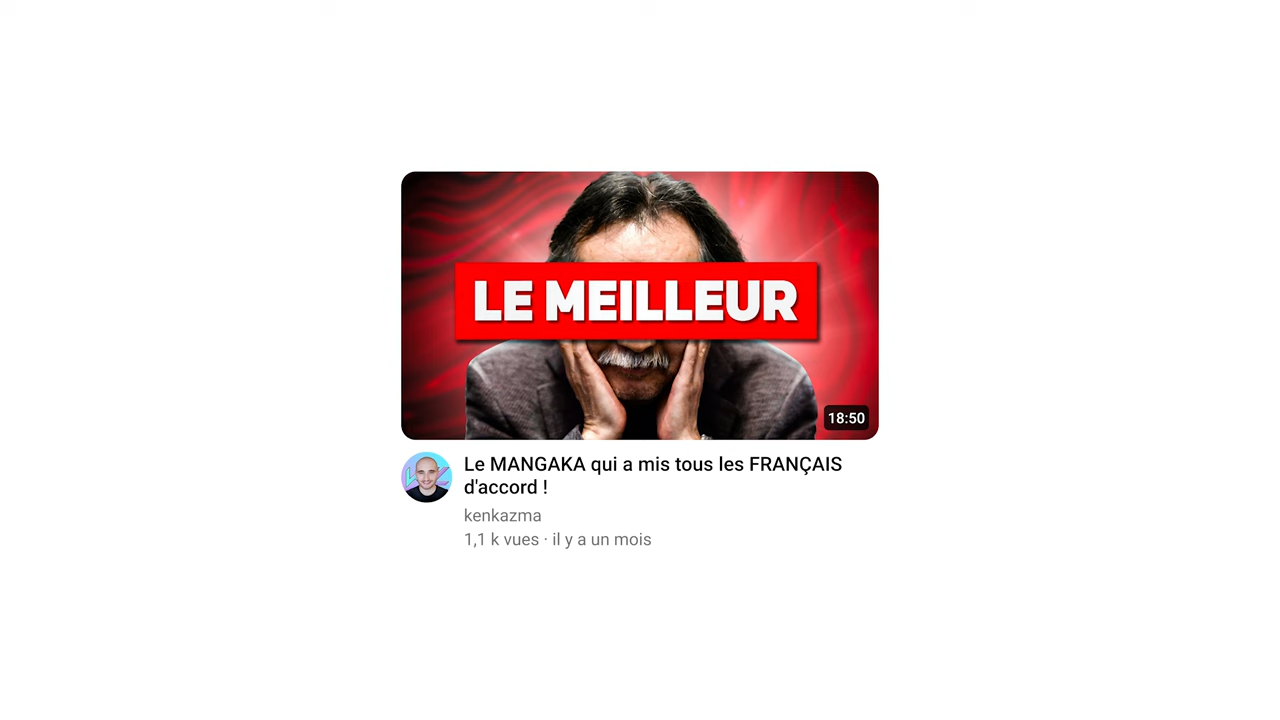 LE MEILLEUR
18:50
Le MANGAKA qui a mis tous les FRANÇAIS
d'accord !
kenkazma
1,1 k vues · il y a un mois